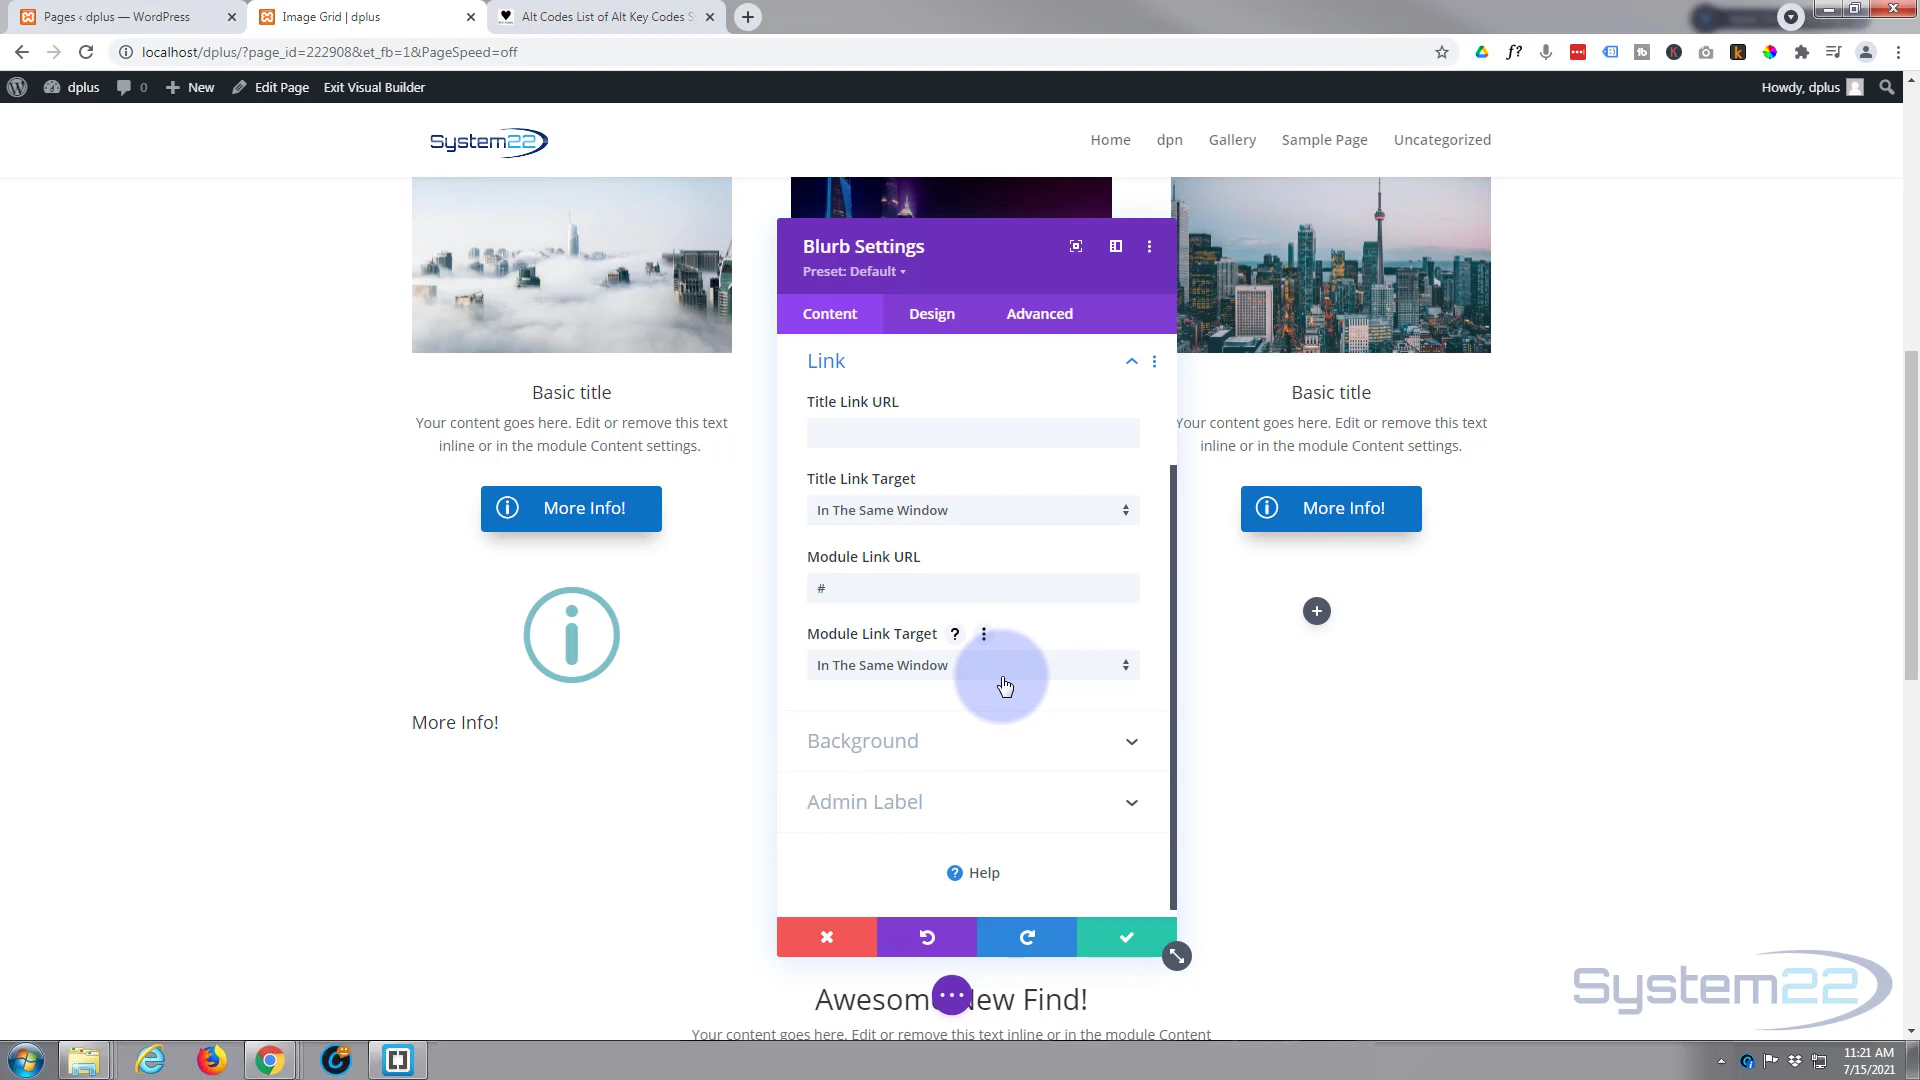 Pages ‹ dplus — WordPress
Image Grid | dplus
Alt Codes List of Alt Key Codes S
localhost/dplus/?page_id=222908&et_fb=1&PageSpeed=off
dplus
0
New
Edit Page
Exit Visual Builder
Howdy, dplus
System22
Home
dpn
Gallery
Sample Page
Uncategorized
Blurb Settings
Preset: Default
Content
Design
Advanced
Link
Title Link URL
Title Link Target
In The Same Window
Module Link URL
#
Module Link Target ?
In The Same Window
Background
Admin Label
? Help
Basic title
Your content goes here. Edit or remove this text
inline or in the module Content settings.
More Info!
More Info!
Basic title
Your content goes here. Edit or remove this text
inline or in the module Content settings.
More Info!
Your content goes here. Edit or remove this text inline or in the module Content
System22
11:21 AM
7/15/2021